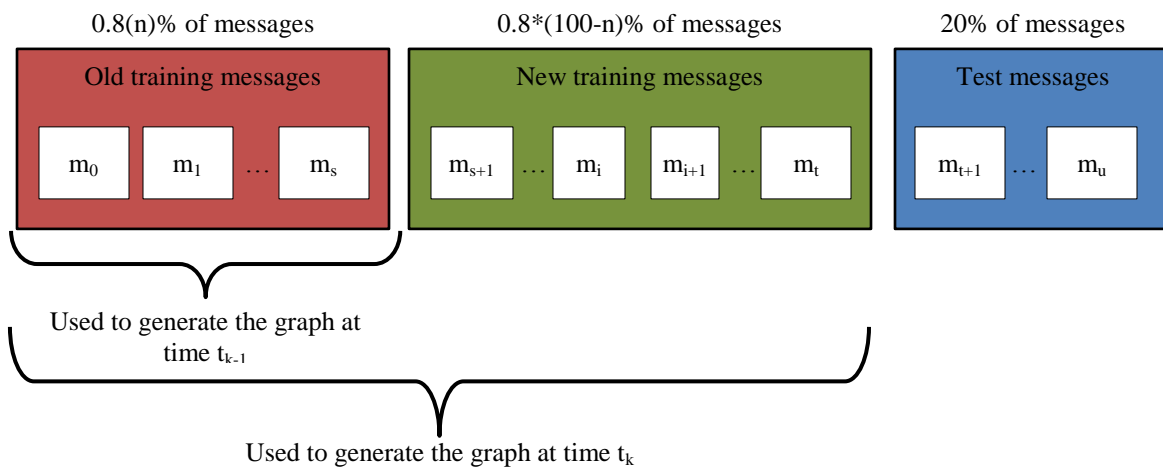 0.8(n)% of messages
0.8*(100-n)% of messages
20% of messages
Old training messages
New training messages
Test messages
m₀ m₁ … mₛ
mₛ₊₁ … mᵢ mᵢ₊₁ … mₜ
mₜ₊₁ … mᵤ
Used to generate the graph at
time tₖ₋₁
Used to generate the graph at time tₖ